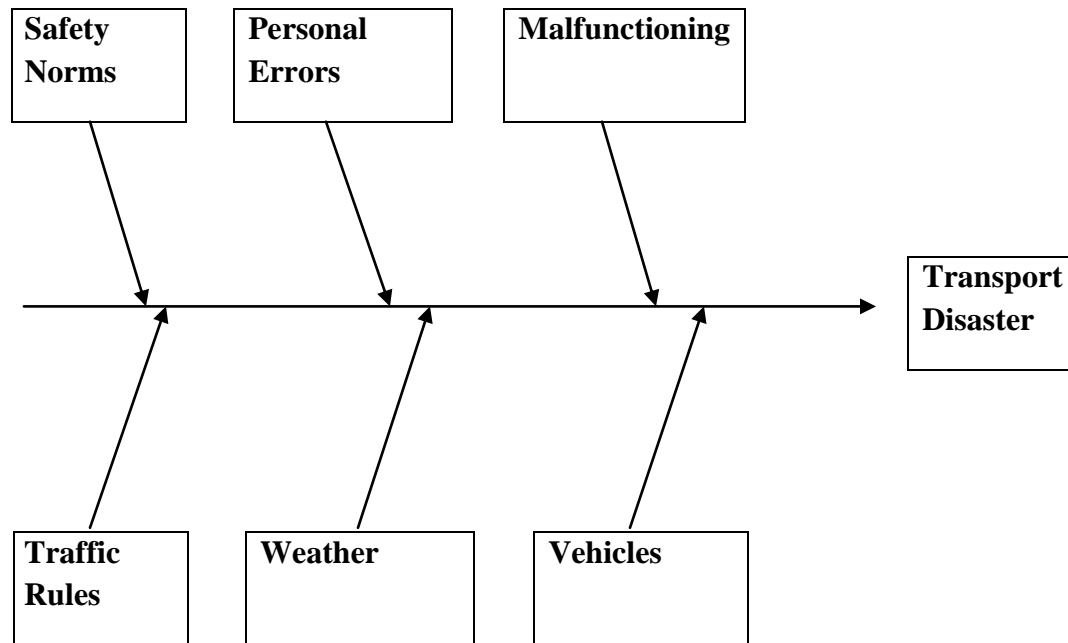 Safety
Norms
Personal
Errors
Malfunctioning
Transport
Disaster
Traffic
Rules
Weather
Vehicles